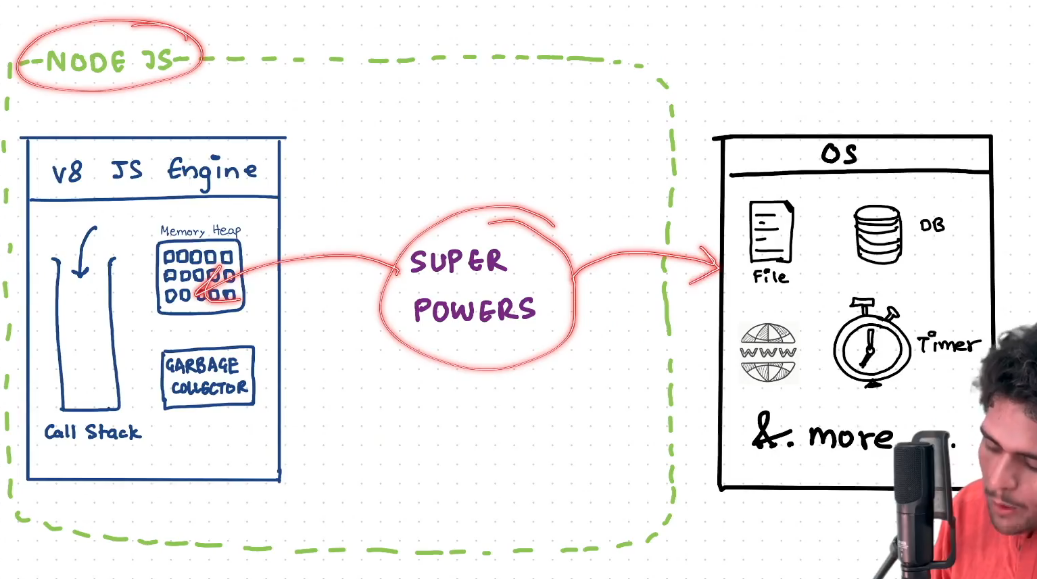 NODE JS
V8 JS Engine
Memory Heap
GARBAGE
COLLECTOR
Call Stack
SUPER
POWERS
OS
File
DB
WWW
Timer
&. more